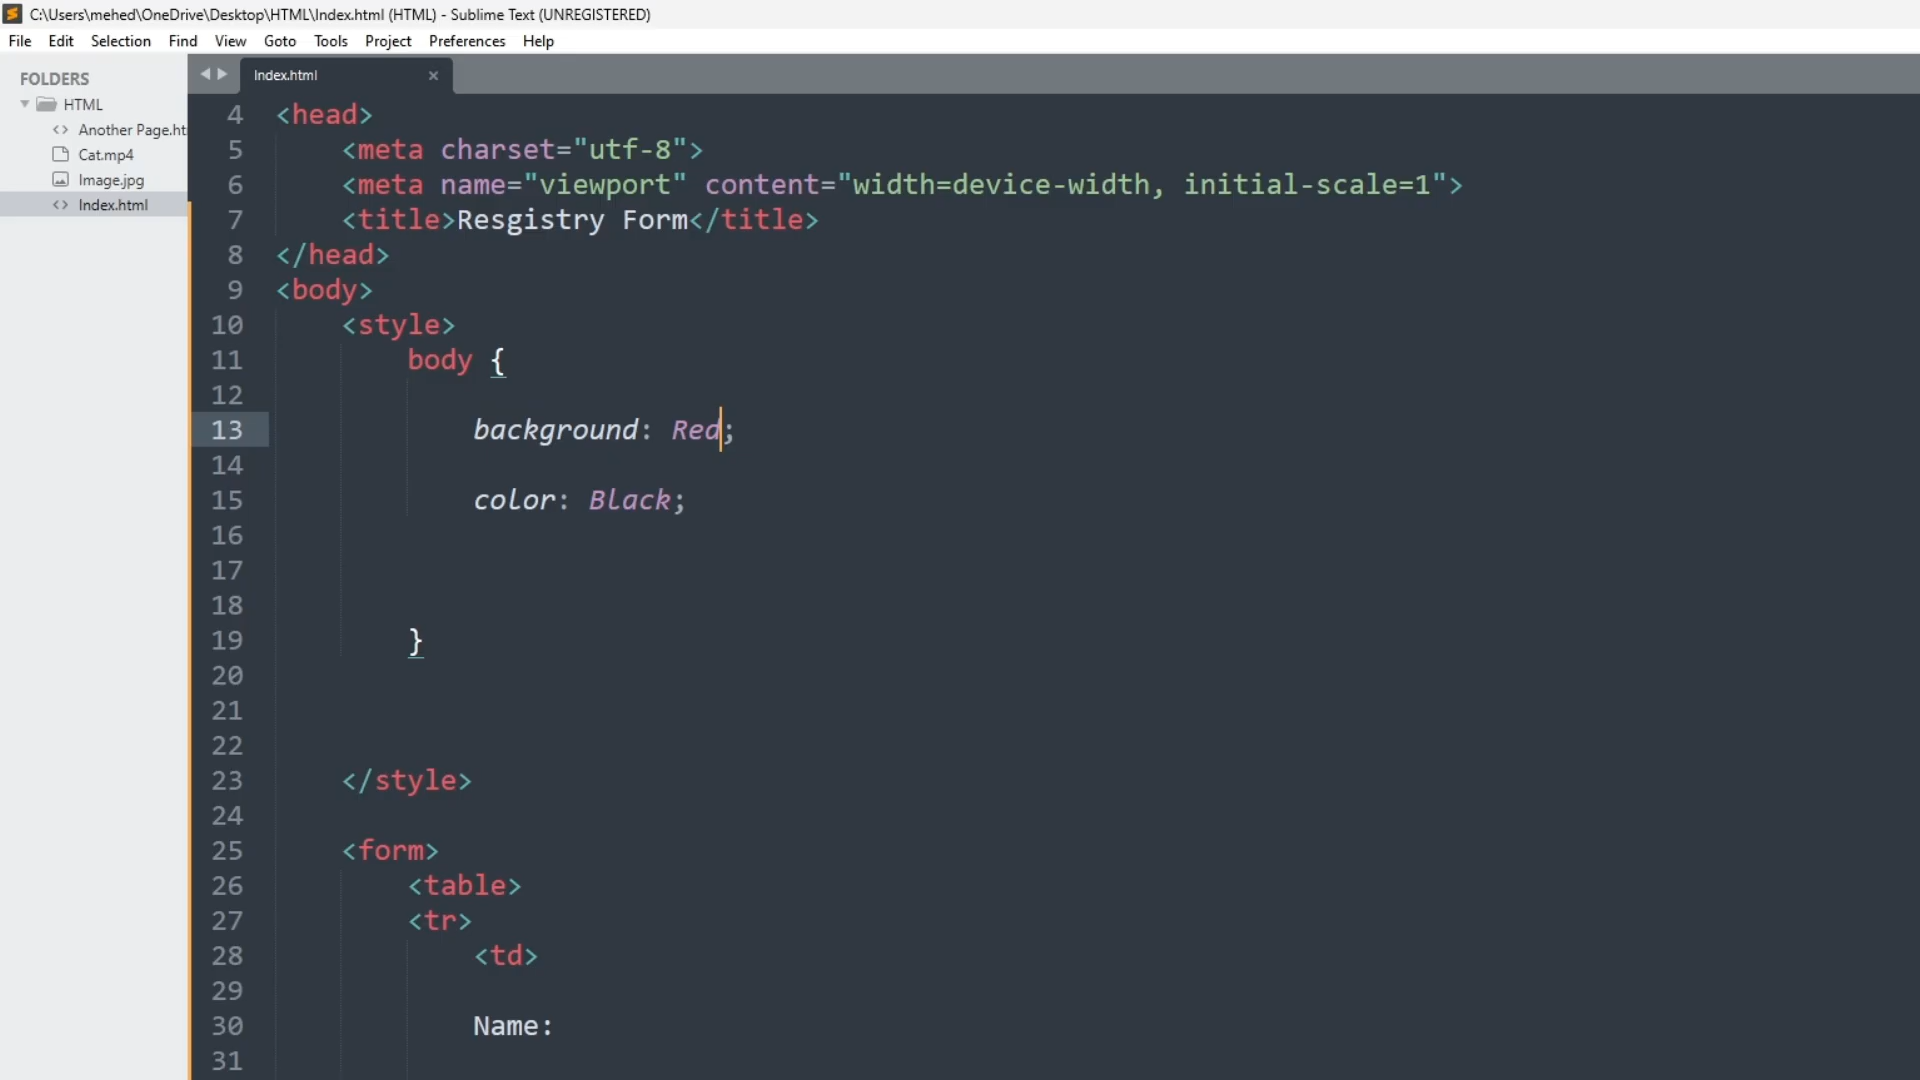 C:\Users\mehed\OneDrive\Desktop\HTML\Index.html (HTML) - Sublime Text (UNREGISTERED)
File Edit Selection Find View Goto Tools Project Preferences Help
FOLDERS
HTML
Another Page.ht
Cat.mp4
Image.jpg
Index.html
Index.html
4 <head>
5 <meta charset="utf-8">
6 <meta name="viewport" content="width=device-width, initial-scale=1">
7 <title>Resgistry Form</title>
8 </head>
9 <body>
10 <style>
11 body {
12
13 background: Red;
14
15 color: Black;
16
17
18
19 }
20
21
22
23 </style>
24
25 <form>
26 <table>
27 <tr>
28 <td>
29
30 Name:
31